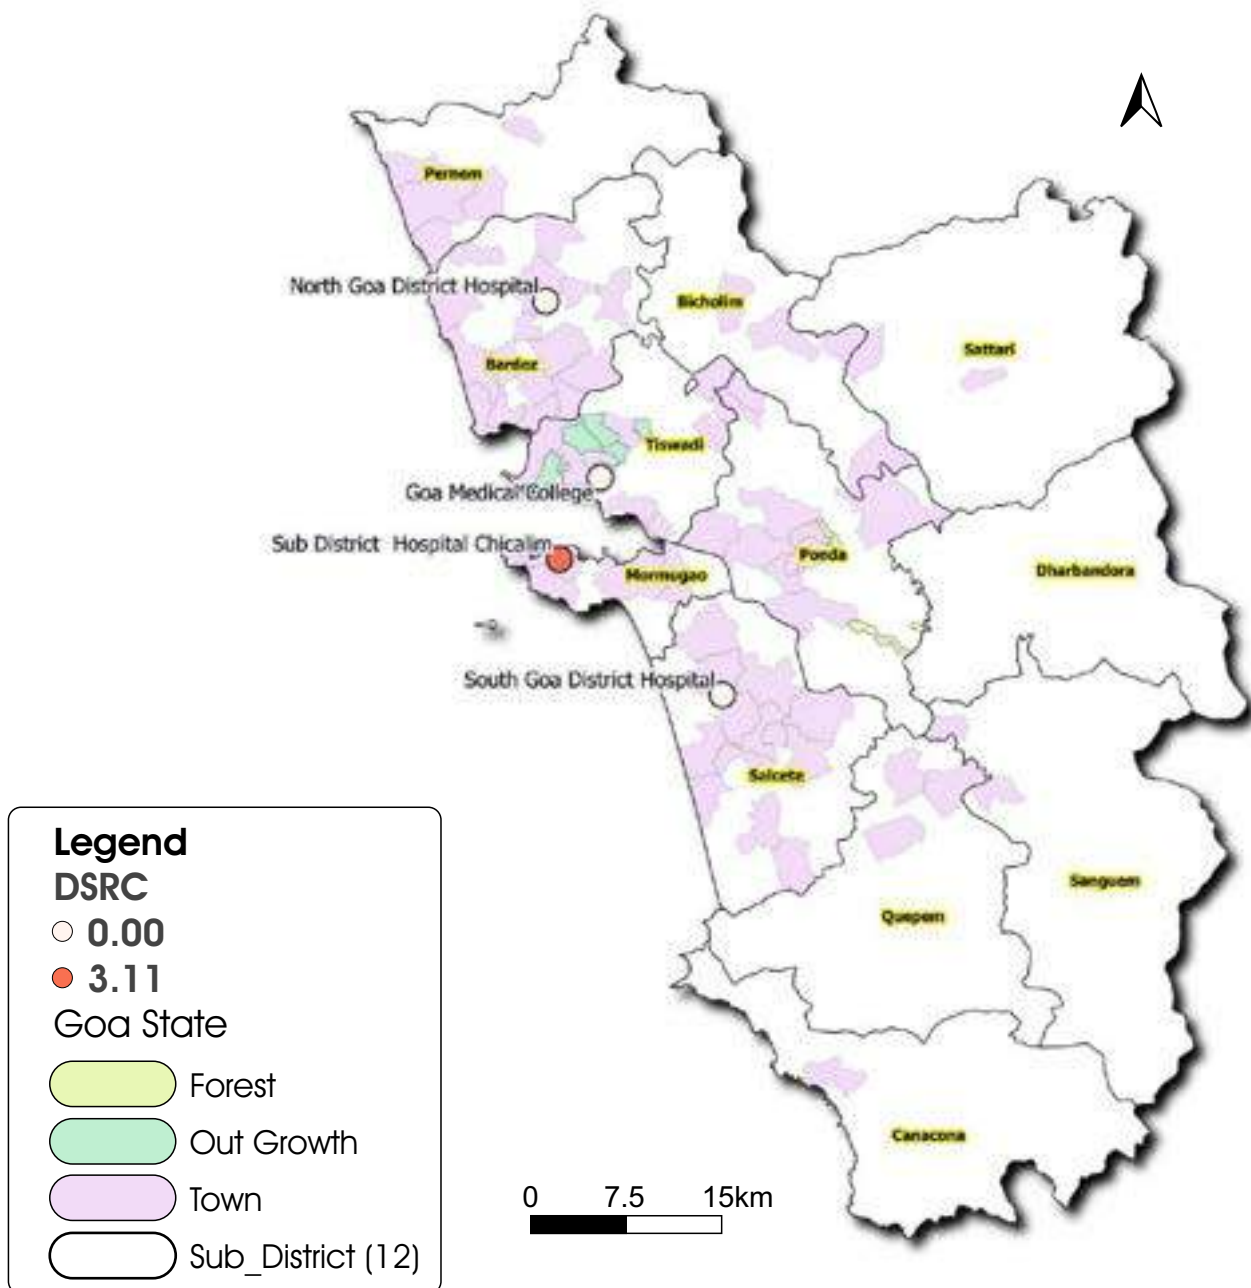 Pernem
North Goa District Hospital
Bicholim
Sattari
Bardez
Tiswadi
Goa Medical College
Sub District Hospital Chicalim
Ponda
Mormugao
Dharbandora
South Goa District Hospital
Salcete
Sanguem
Quepem
Canacona
Legend
DSRC
0.00
3.11
Goa State
Forest
Out Growth
Town
Sub_District (12)
0 7.5 15km